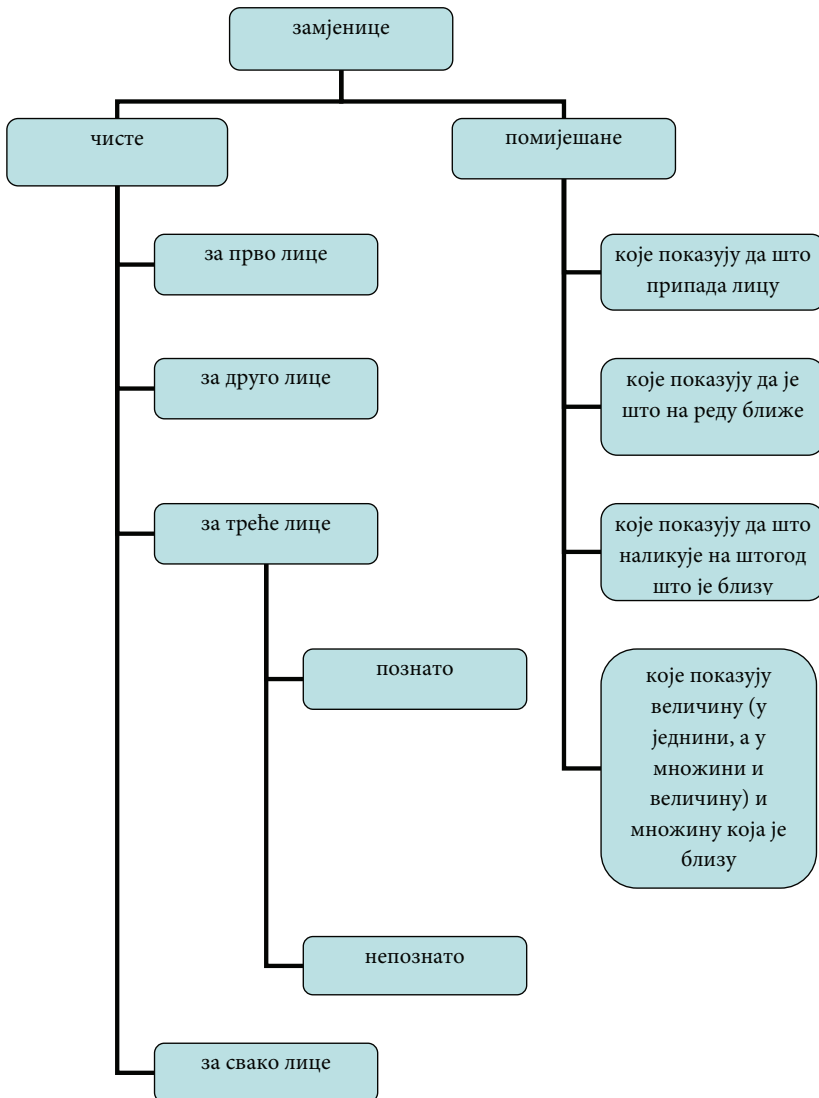 замјенице
чисте
помијешане
за прво лице
за друго лице
за треће лице
познато
непознато
за свако лице
које показују да што
припада лицу
које показују да је
што на реду ближе
које показују да што
наликује на штогод
што је близу
које показују
величину (у
једнини, а у
множини и
величину) и
множину која је
близу